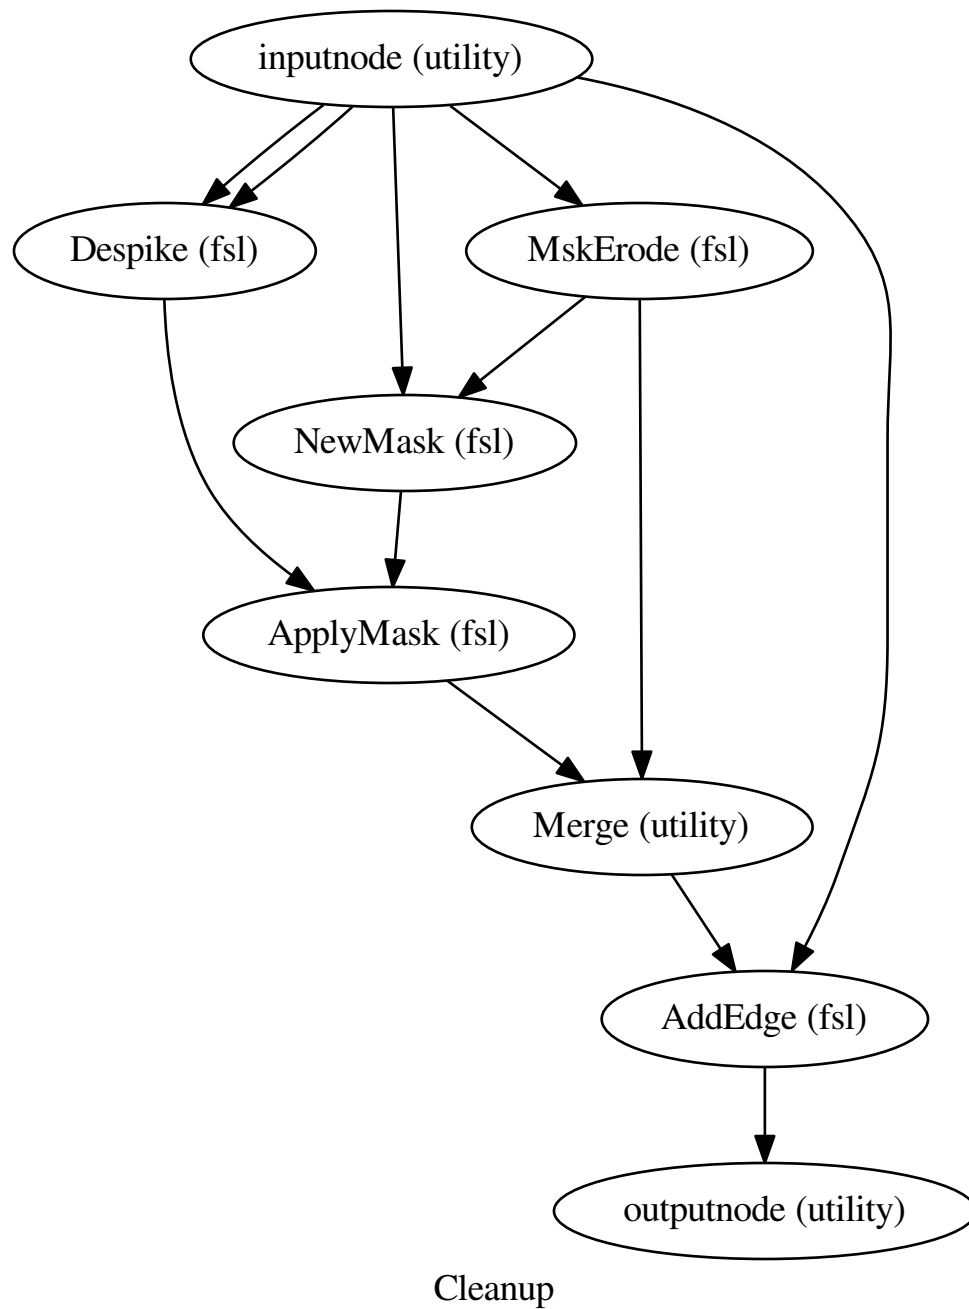 inputnode (utility)
Despike (fsl)
MskErode (fsl)
NewMask (fsl)
ApplyMask (fsl)
Merge (utility)
AddEdge (fsl)
outputnode (utility)
Cleanup